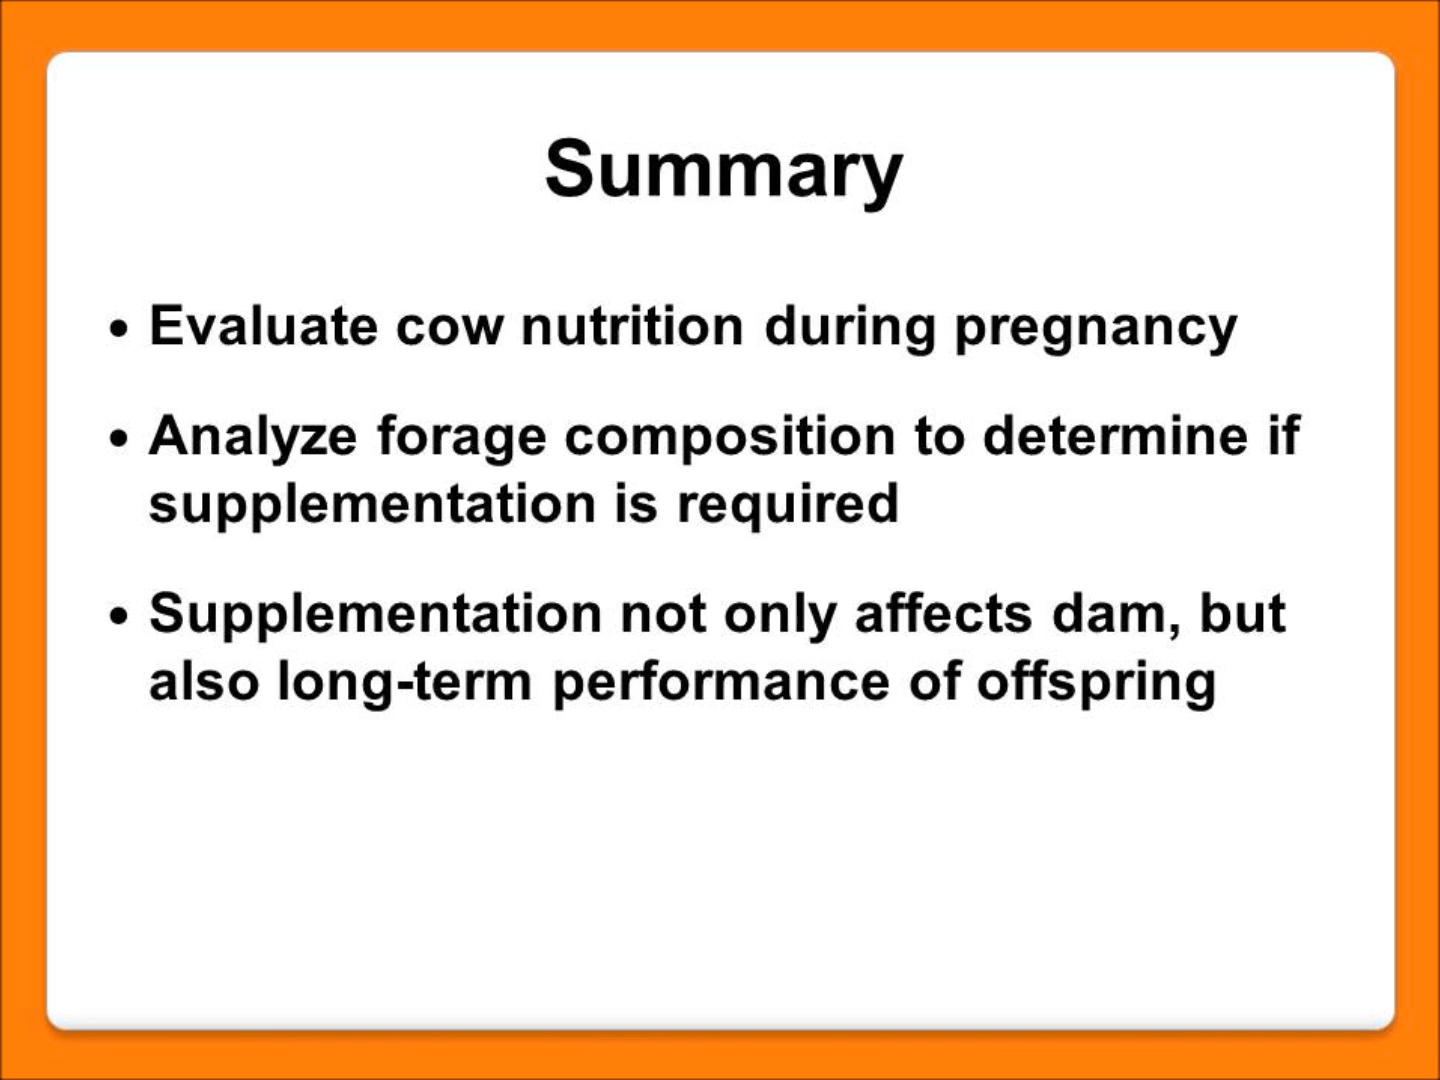 Summary
• Evaluate cow nutrition during pregnancy
• Analyze forage composition to determine if
supplementation is required
• Supplementation not only affects dam, but
also long-term performance of offspring